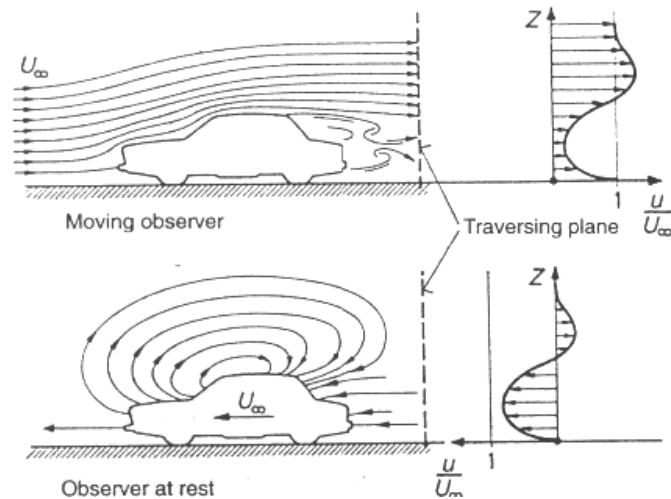 Z
U∞
1
u
U∞
Moving observer
Traversing plane
Z
U∞
u
U∞
1
Observer at rest